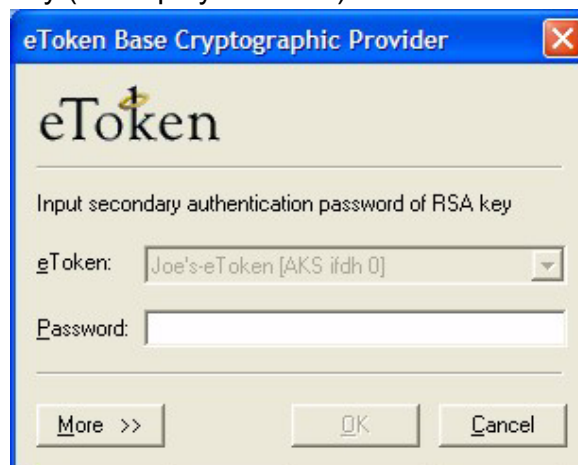 eToken Base Cryptographic Provider
eToken
Input secondary authentication password of RSA key
eToken: Joe's-eToken [AKS ifdh 0]
Password:
More >> OK Cancel